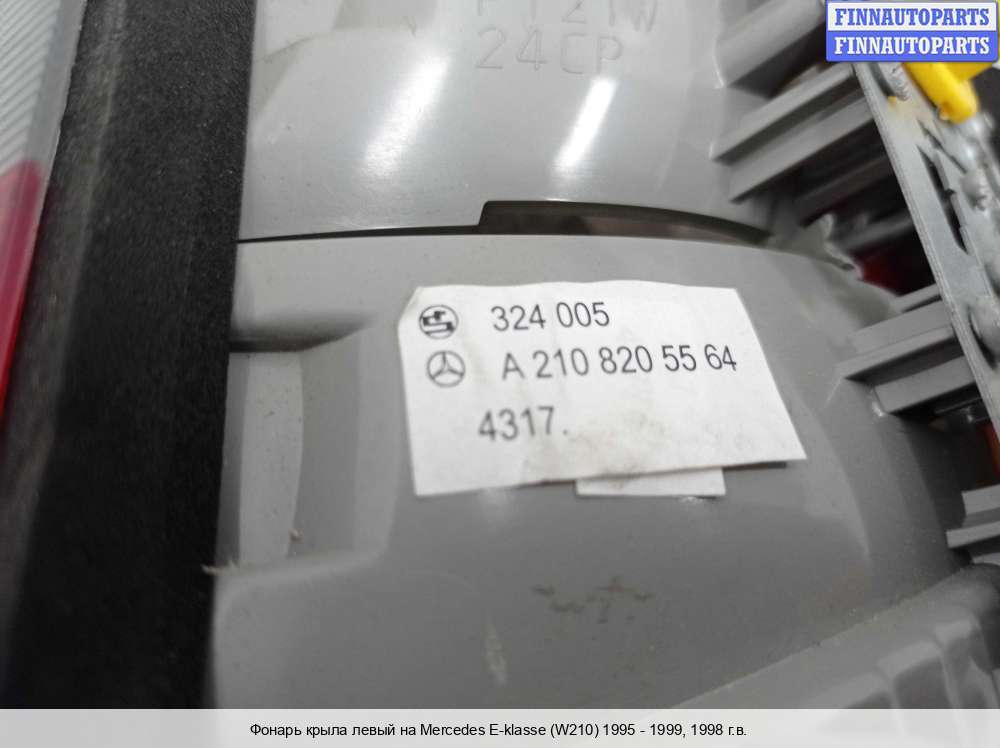 FINNAUTOPARTS
FINNAUTOPARTS
24CP
324 005
A 210 820 55 64
4317.
Фонарь крыла левый на Mercedes E-klasse (W210) 1995 - 1999, 1998 г.в.